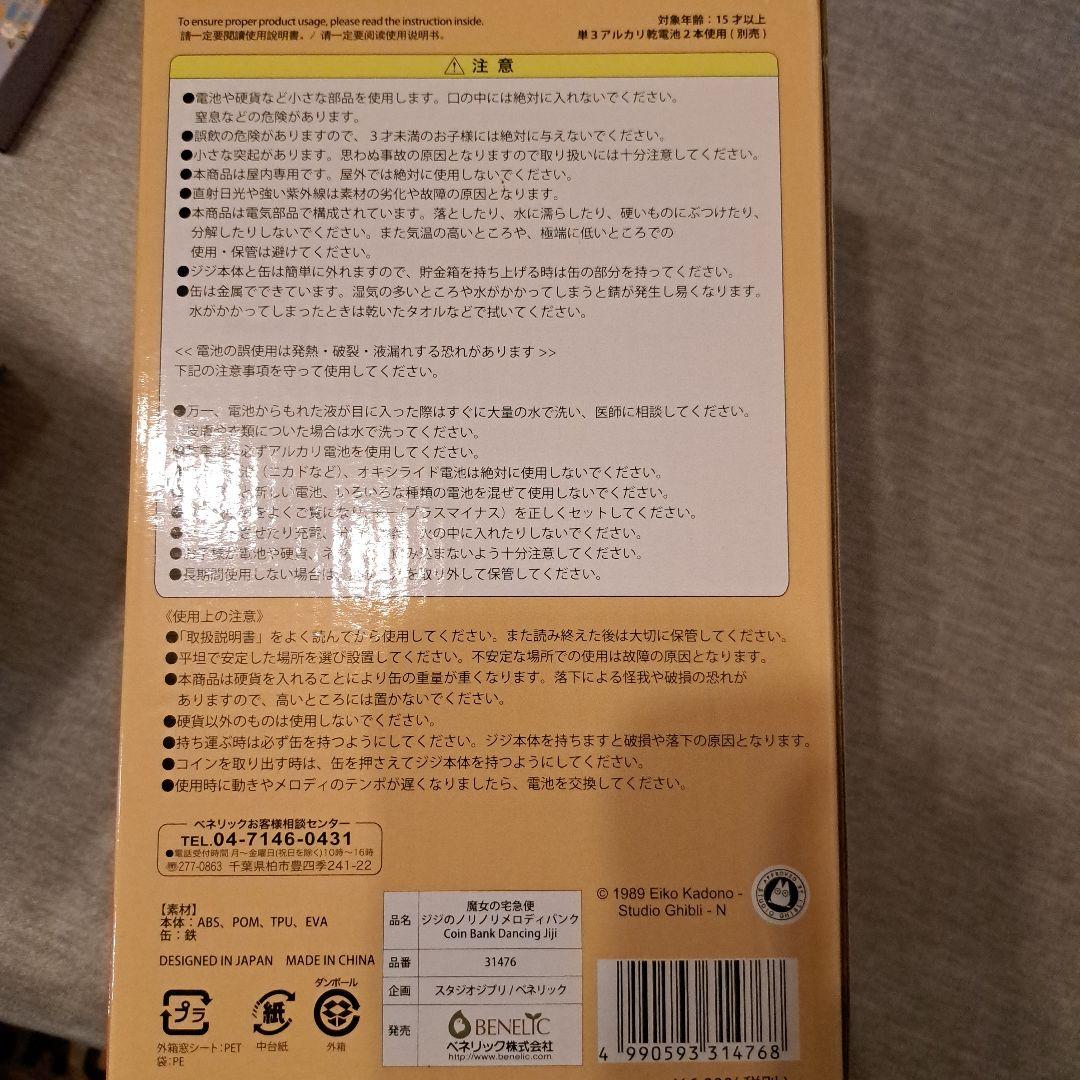 To ensure proper product usage, please read the instruction inside.
請一定要閱讀使用說明書。/ 请一定要阅读使用说明书。
対象年齢：15 才以上
単３アルカリ乾電池２本使用 ( 別売 )
⚠ 注 意
●電池や硬貨など小さな部品を使用します。口の中には絶対に入れないでください。
窒息などの危険があります。
●誤飲の危険がありますので、３才未満のお子様には絶対に与えないでください。
●小さな突起があります。思わぬ事故の原因となりますので取り扱いには十分注意してください。
●本商品は屋内専用です。屋外では絶対に使用しないでください。
●直射日光や強い紫外線は素材の劣化や故障の原因となります。
●本商品は電気部品で構成されています。落としたり、水に濡らしたり、硬いものにぶつけたり、
分解したりしないでください。また気温の高いところや、極端に低いところでの
使用・保管は避けてください。
●ジジ本体と缶は簡単に外れますので、貯金箱を持ち上げる時は缶の部分を持ってください。
●缶は金属でできています。湿気の多いところや水がかかってしまうと錆が発生し易くなります。
水がかかってしまったときは乾いたタオルなどで拭いてください。
<< 電池の誤使用は発熱・破裂・液漏れする恐れがあります >>
下記の注意事項を守って使用してください。
●万一、電池からもれた液が目に入った際はすぐに大量の水で洗い、医師に相談してください。
皮膚や衣類についた場合は水で洗ってください。
必ずアルカリ電池を使用してください。
(ニカドなど)、オキシライド電池は絶対に使用しないでください。
新しい電池、いろいろな種類の電池を混ぜて使用しないでください。
をよくご覧になり (プラスマイナス) を正しくセットしてください。
させたり充電、 火の中に入れたりしないでください。
電池や硬貨、 込まないよう十分注意してください。
●長期間使用しない場合は、 を取り外して保管してください。
《使用上の注意》
●「取扱説明書」をよく読んでから使用してください。また読み終えた後は大切に保管してください。
●平坦で安定した場所を選び設置してください。不安定な場所での使用は故障の原因となります。
●本商品は硬貨を入れることにより缶の重量が重くなります。落下による怪我や破損の恐れが
ありますので、高いところには置かないでください。
●硬貨以外のものは使用しないでください。
●持ち運ぶ時は必ず缶を持つようにしてください。ジジ本体を持ちますと破損や落下の原因となります。
●コインを取り出す時は、缶を押さえてジジ本体を持つようにしてください。
●使用時に動きやメロディのテンポが遅くなりましたら、電池を交換してください。
ベネリックお客様相談センター
TEL.04-7146-0431
●電話受付時間 月～金曜日(祝日を除く)10時～16時
〒277-0863 千葉県柏市豊四季241-22
【素材】
本体：ABS、POM、TPU、EVA
缶：鉄
DESIGNED IN JAPAN MADE IN CHINA
プラ
外箱窓シート：PET
袋：PE
紙
中台紙
ダンボール
外箱
品名 魔女の宅急便
ジジのノリノリメロディバンク
Coin Bank Dancing Jiji
品番 31476
企画 スタジオジブリ / ベネリック
発売 BENELIC
ベネリック株式会社
http://www.benelic.com
© 1989 Eiko Kadono -
Studio Ghibli - N
4 990593 314768